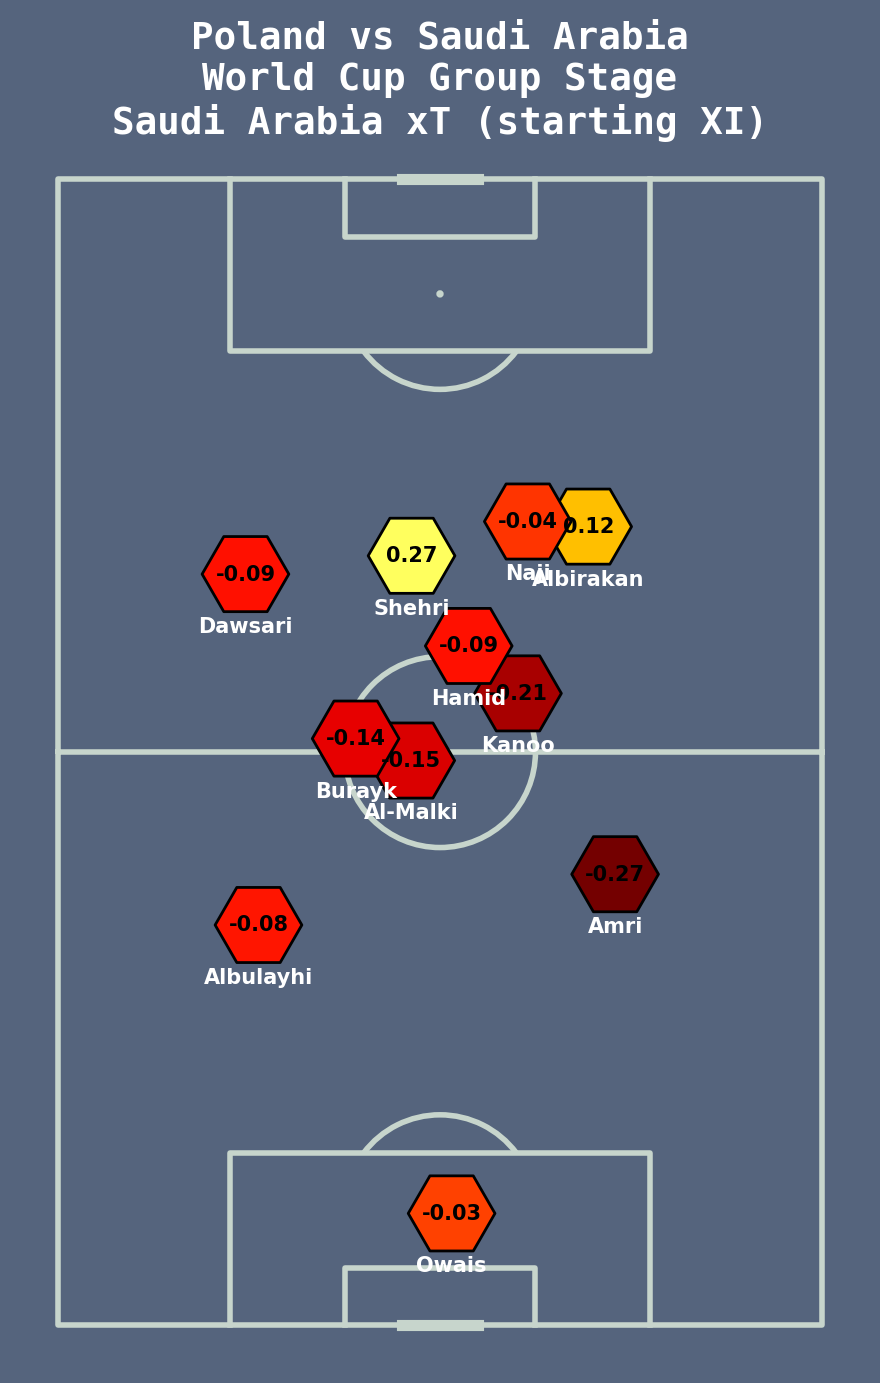 Poland vs Saudi Arabia
World Cup Group Stage
Saudi Arabia xT (starting XI)
-0.04
0.12
Naji
Albirakan
0.27
Shehri
-0.09
Dawsari
-0.09
Hamid
-0.21
Kanoo
-0.14
Burayk
-0.15
Al-Malki
-0.27
Amri
-0.08
Albulayhi
-0.03
Owais